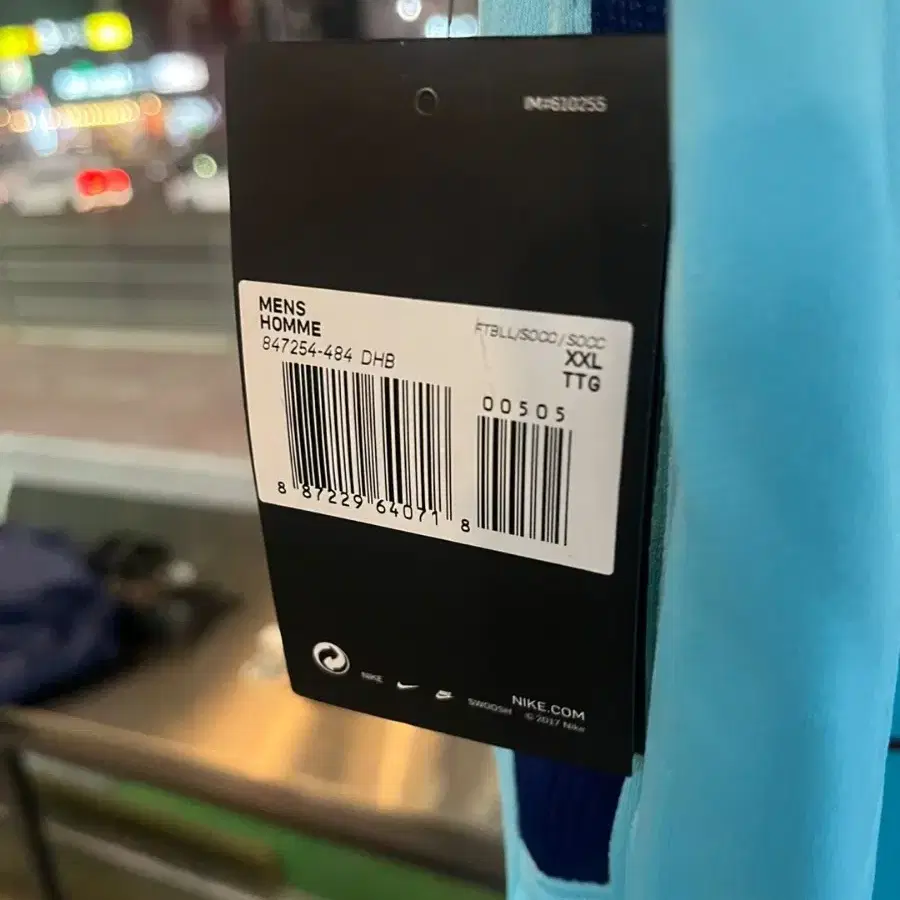 IM#610255
MENS
HOMME
FTBLL/SOCC/SOCC
847254-484 DHB
XXL
TTG
00505
8 87229 64071 8
NIKE
SWOOSH
NIKE.COM
© 2017 Nike